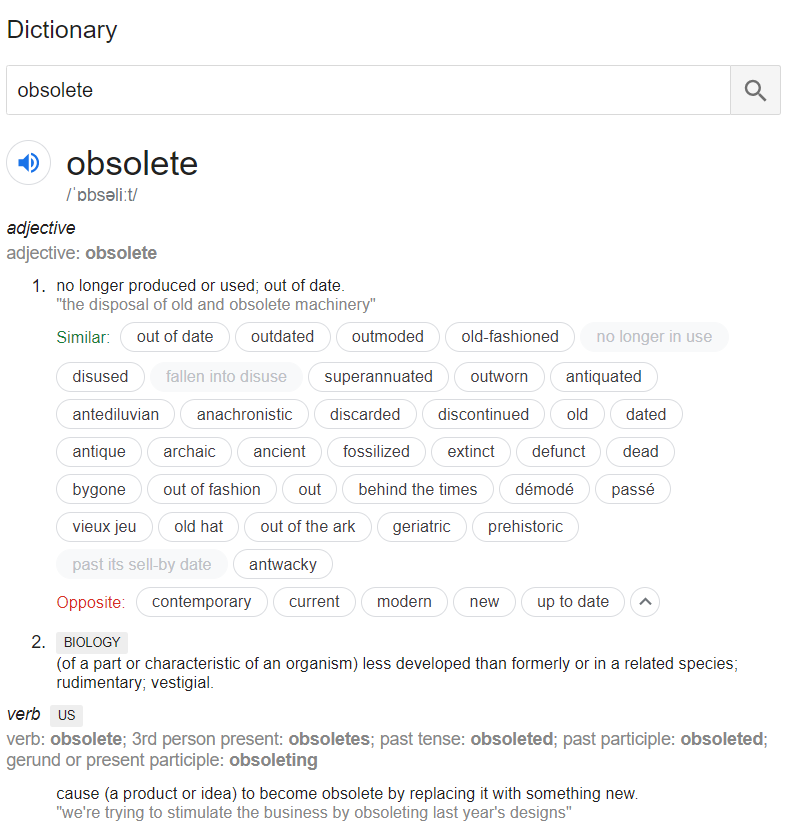 Dictionary
obsolete
obsolete
/ˈɒbsəliːt/
adjective
adjective: obsolete
1. no longer produced or used; out of date.
"the disposal of old and obsolete machinery"
Similar: out of date outdated outmoded old-fashioned no longer in use
disused fallen into disuse superannuated outworn antiquated
antediluvian anachronistic discarded discontinued old dated
antique archaic ancient fossilized extinct defunct dead
bygone out of fashion out behind the times démodé passé
vieux jeu old hat out of the ark geriatric prehistoric
past its sell-by date antwacky
Opposite: contemporary current modern new up to date
2. BIOLOGY
(of a part or characteristic of an organism) less developed than formerly or in a related species;
rudimentary; vestigial.
verb US
verb: obsolete; 3rd person present: obsoletes; past tense: obsoleted; past participle: obsoleted;
gerund or present participle: obsoleting
cause (a product or idea) to become obsolete by replacing it with something new.
"we're trying to stimulate the business by obsoleting last year's designs"